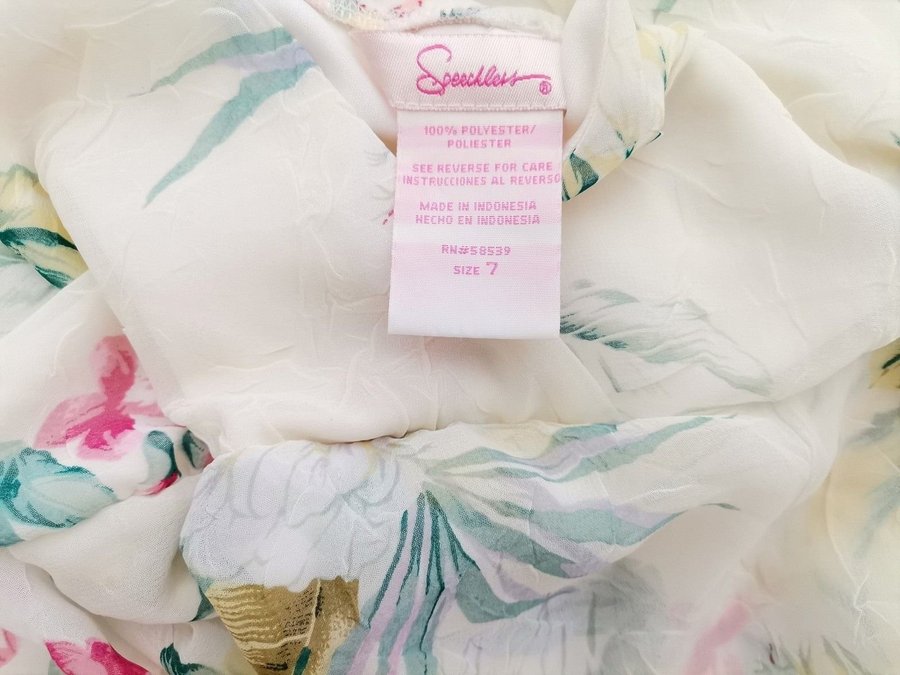 Speechless ®
100% POLYESTER/
POLIESTER
SEE REVERSE FOR CARE
INSTRUCCIONES AL REVERSO
MADE IN INDONESIA
HECHO EN INDONESIA
RN#58539
SIZE 7